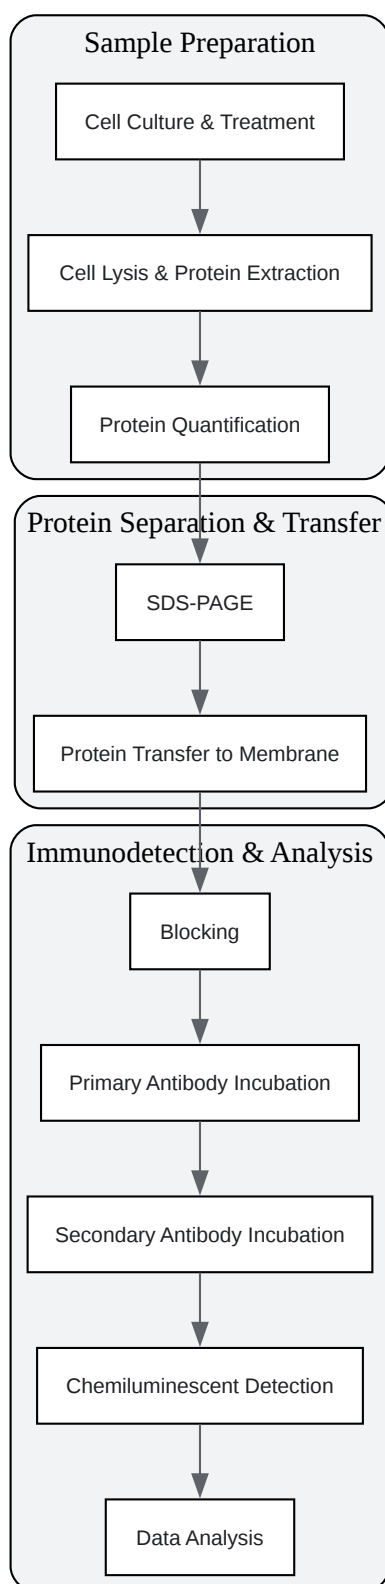 Sample Preparation
Cell Culture & Treatment
Cell Lysis & Protein Extraction
Protein Quantification
Protein Separation & Transfer
SDS-PAGE
Protein Transfer to Membrane
Immunodetection & Analysis
Blocking
Primary Antibody Incubation
Secondary Antibody Incubation
Chemiluminescent Detection
Data Analysis